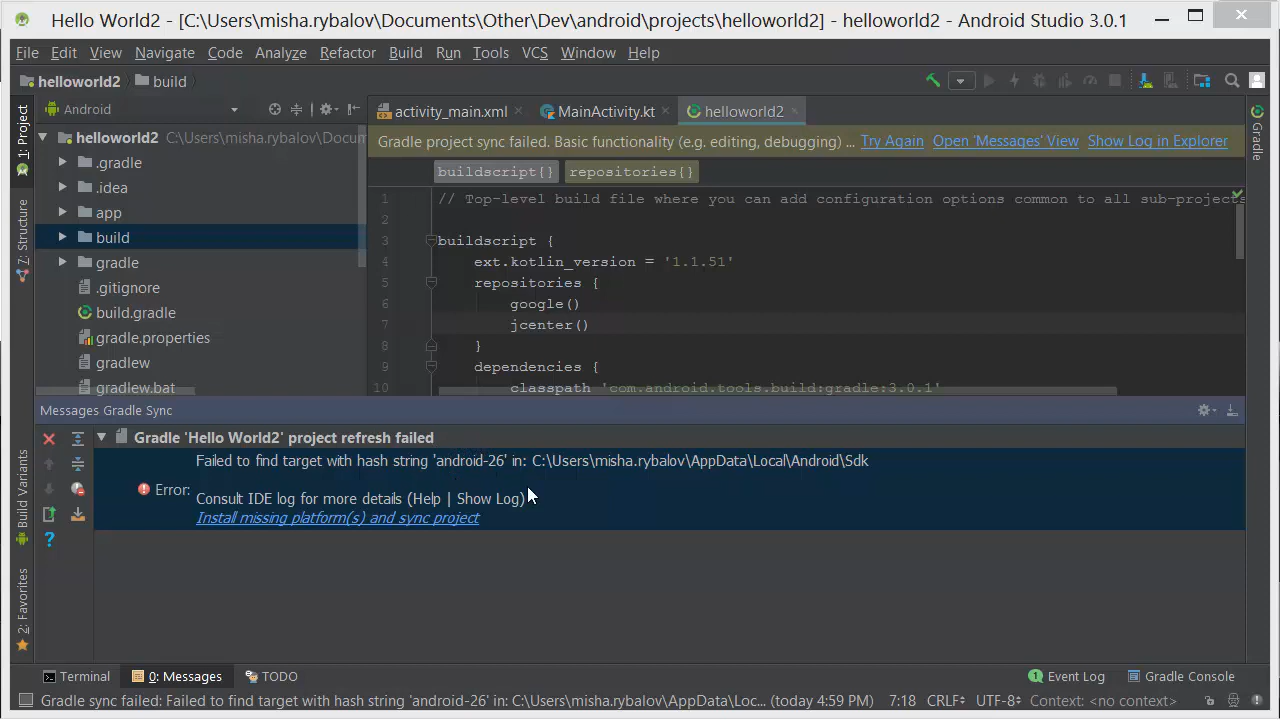 Hello World2 - [C:\Users\misha.rybalov\Documents\Other\Dev\android\projects\helloworld2] - helloworld2 - Android Studio 3.0.1
File Edit View Navigate Code Analyze Refactor Build Run Tools VCS Window Help
helloworld2 build
Android
activity_main.xml MainActivity.kt helloworld2
1: Project
Z: Structure
Build Variants
2: Favorites
Gradle
helloworld2 C:\Users\misha.rybalov\Docum
.gradle
.idea
app
build
gradle
.gitignore
build.gradle
gradle.properties
gradlew
gradlew.bat
Gradle project sync failed. Basic functionality (e.g. editing, debugging) ... Try Again Open 'Messages' View Show Log in Explorer
buildscript{} repositories{}
1 // Top-level build file where you can add configuration options common to all sub-projects
2
3 buildscript {
4 ext.kotlin_version = '1.1.51'
5 repositories {
6 google()
7 jcenter()
8 }
9 dependencies {
10 classpath 'com.android.tools.build:gradle:3.0.1'
Messages Gradle Sync
Gradle 'Hello World2' project refresh failed
Failed to find target with hash string 'android-26' in: C:\Users\misha.rybalov\AppData\Local\Android\Sdk
Error:
Consult IDE log for more details (Help | Show Log)
Install missing platform(s) and sync project
Terminal 0: Messages TODO Event Log Gradle Console
Gradle sync failed: Failed to find target with hash string 'android-26' in: C:\Users\misha.rybalov\AppData\Loc... (today 4:59 PM) 7:18 CRLF UTF-8 Context: <no context>